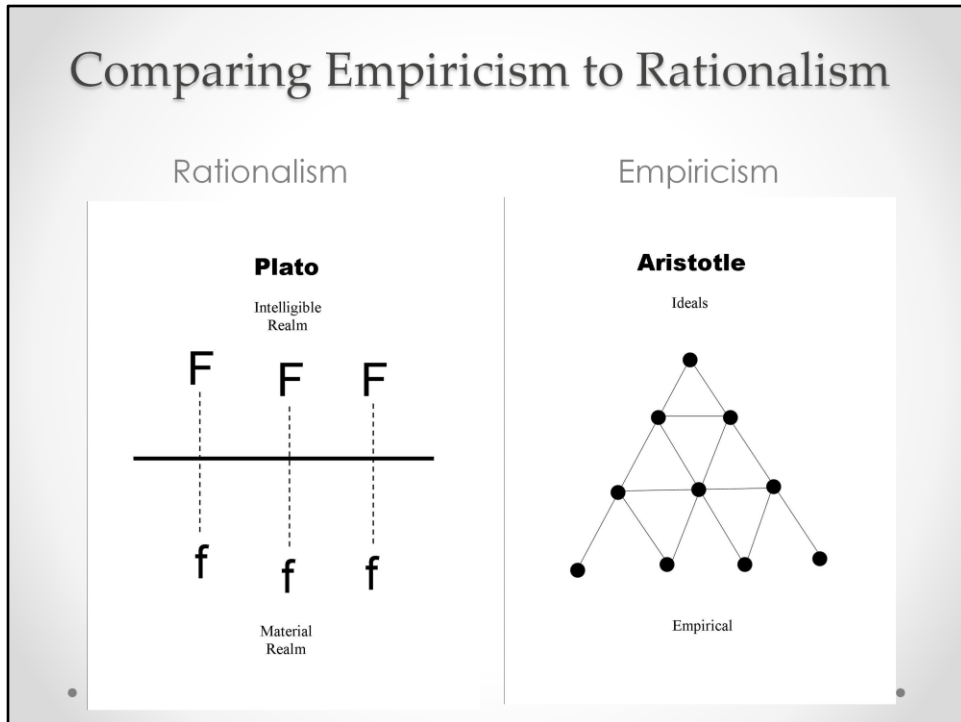 Comparing Empiricism to Rationalism
Rationalism
Plato
Intelligible
Realm
F F F
f f f
Material
Realm
Empiricism
Aristotle
Ideals
Empirical